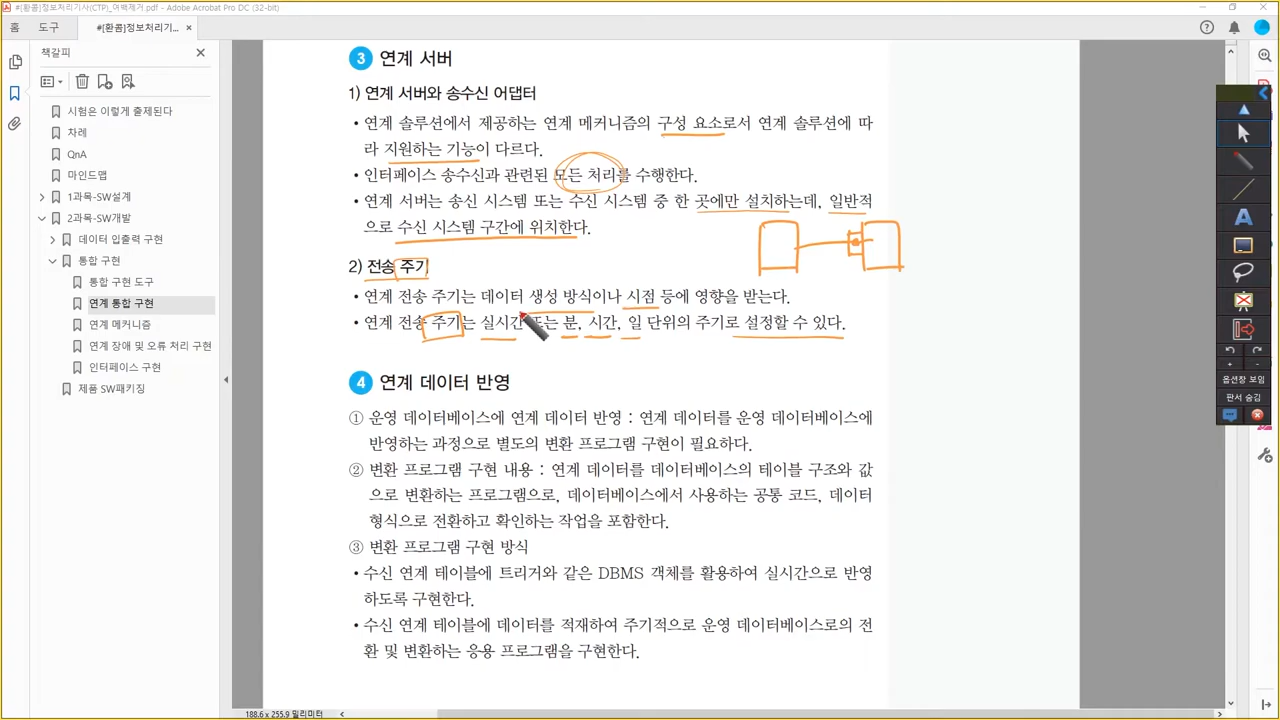 #[환콤]정보처리기사(CTP)_여백제거.pdf - Adobe Acrobat Pro DC (32-bit)
홈
도구
#[환콤]정보처리기... ×
책갈피
시험은 이렇게 출제된다
차례
QnA
마인드맵
1과목-SW설계
2과목-SW개발
데이터 입출력 구현
통합 구현
통합 구현 도구
연계 통합 구현
연계 메커니즘
연계 장애 및 오류 처리 구현
인터페이스 구현
제품 SW패키징
3 연계 서버
1) 연계 서버와 송수신 어댑터
• 연계 솔루션에서 제공하는 연계 메커니즘의 구성 요소로서 연계 솔루션에 따
라 지원하는 기능이 다르다.
• 인터페이스 송수신과 관련된 모든 처리를 수행한다.
• 연계 서버는 송신 시스템 또는 수신 시스템 중 한 곳에만 설치하는데, 일반적
으로 수신 시스템 구간에 위치한다.
2) 전송 주기
• 연계 전송 주기는 데이터 생성 방식이나 시점 등에 영향을 받는다.
• 연계 전송 주기는 실시간 또는 분, 시간, 일 단위의 주기로 설정할 수 있다.
4 연계 데이터 반영
① 운영 데이터베이스에 연계 데이터 반영 : 연계 데이터를 운영 데이터베이스에
반영하는 과정으로 별도의 변환 프로그램 구현이 필요하다.
② 변환 프로그램 구현 내용 : 연계 데이터를 데이터베이스의 테이블 구조와 값
으로 변환하는 프로그램으로, 데이터베이스에서 사용하는 공통 코드, 데이터
형식으로 전환하고 확인하는 작업을 포함한다.
③ 변환 프로그램 구현 방식
• 수신 연계 테이블에 트리거와 같은 DBMS 객체를 활용하여 실시간으로 반영
하도록 구현한다.
• 수신 연계 테이블에 데이터를 적재하여 주기적으로 운영 데이터베이스로의 전
환 및 변환하는 응용 프로그램을 구현한다.
188.6 x 255.9 밀리미터
A
옵션창 보임
판서 숨김